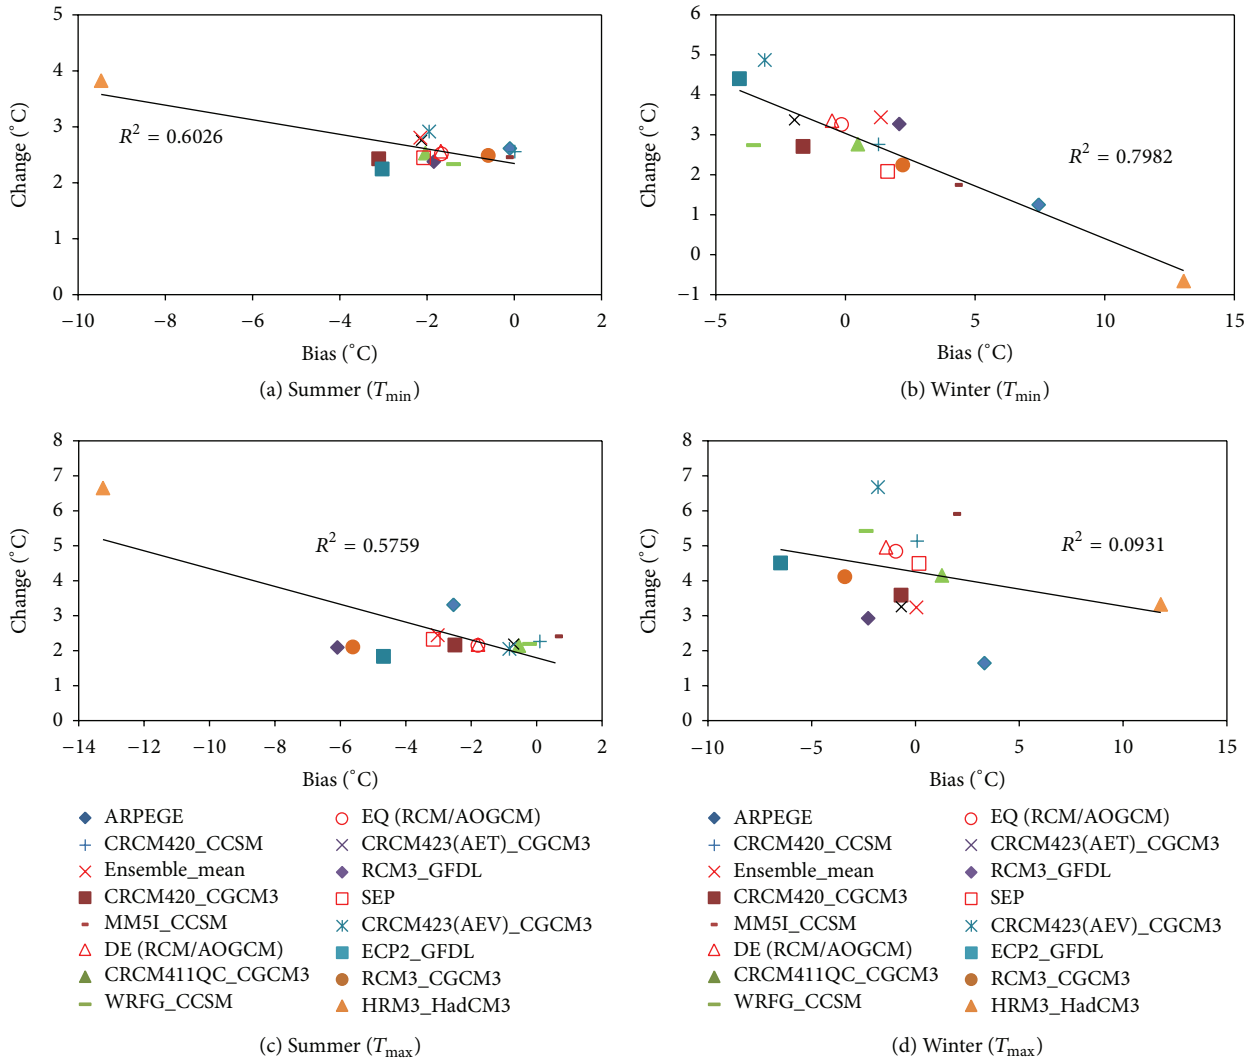 5
4
3
2
1
0
Change (°C)
R² = 0.6026
−10 −8 −6 −4 −2 0 2
Bias (°C)
(a) Summer (Tmin)
6
5
4
3
2
1
0
−1
Change (°C)
R² = 0.7982
−5 0 5 10 15
Bias (°C)
(b) Winter (Tmin)
8
7
6
5
4
3
2
1
0
Change (°C)
R² = 0.5759
−14 −12 −10 −8 −6 −4 −2 0 2
Bias (°C)
ARPEGE
CRCM420_CCSM
Ensemble_mean
CRCM420_CGCM3
MM5I_CCSM
DE (RCM/AOGCM)
CRCM411QC_CGCM3
WRFG_CCSM
EQ (RCM/AOGCM)
CRCM423(AET)_CGCM3
RCM3_GFDL
SEP
CRCM423(AEV)_CGCM3
ECP2_GFDL
RCM3_CGCM3
HRM3_HadCM3
(c) Summer (Tmax)
8
7
6
5
4
3
2
1
0
Change (°C)
R² = 0.0931
−10 −5 0 5 10 15
Bias (°C)
ARPEGE
CRCM420_CCSM
Ensemble_mean
CRCM420_CGCM3
MM5I_CCSM
DE (RCM/AOGCM)
CRCM411QC_CGCM3
WRFG_CCSM
EQ (RCM/AOGCM)
CRCM423(AET)_CGCM3
RCM3_GFDL
SEP
CRCM423(AEV)_CGCM3
ECP2_GFDL
RCM3_CGCM3
HRM3_HadCM3
(d) Winter (Tmax)